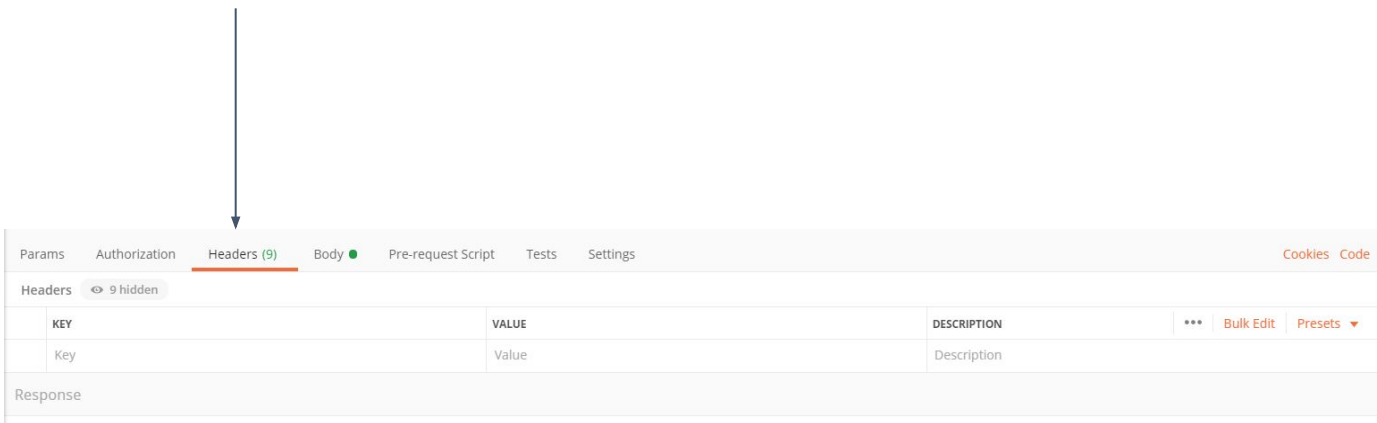 Params Authorization Headers (9) Body Pre-request Script Tests Settings Cookies Code
Headers 9 hidden
KEY VALUE DESCRIPTION ••• Bulk Edit Presets
Key Value Description
Response